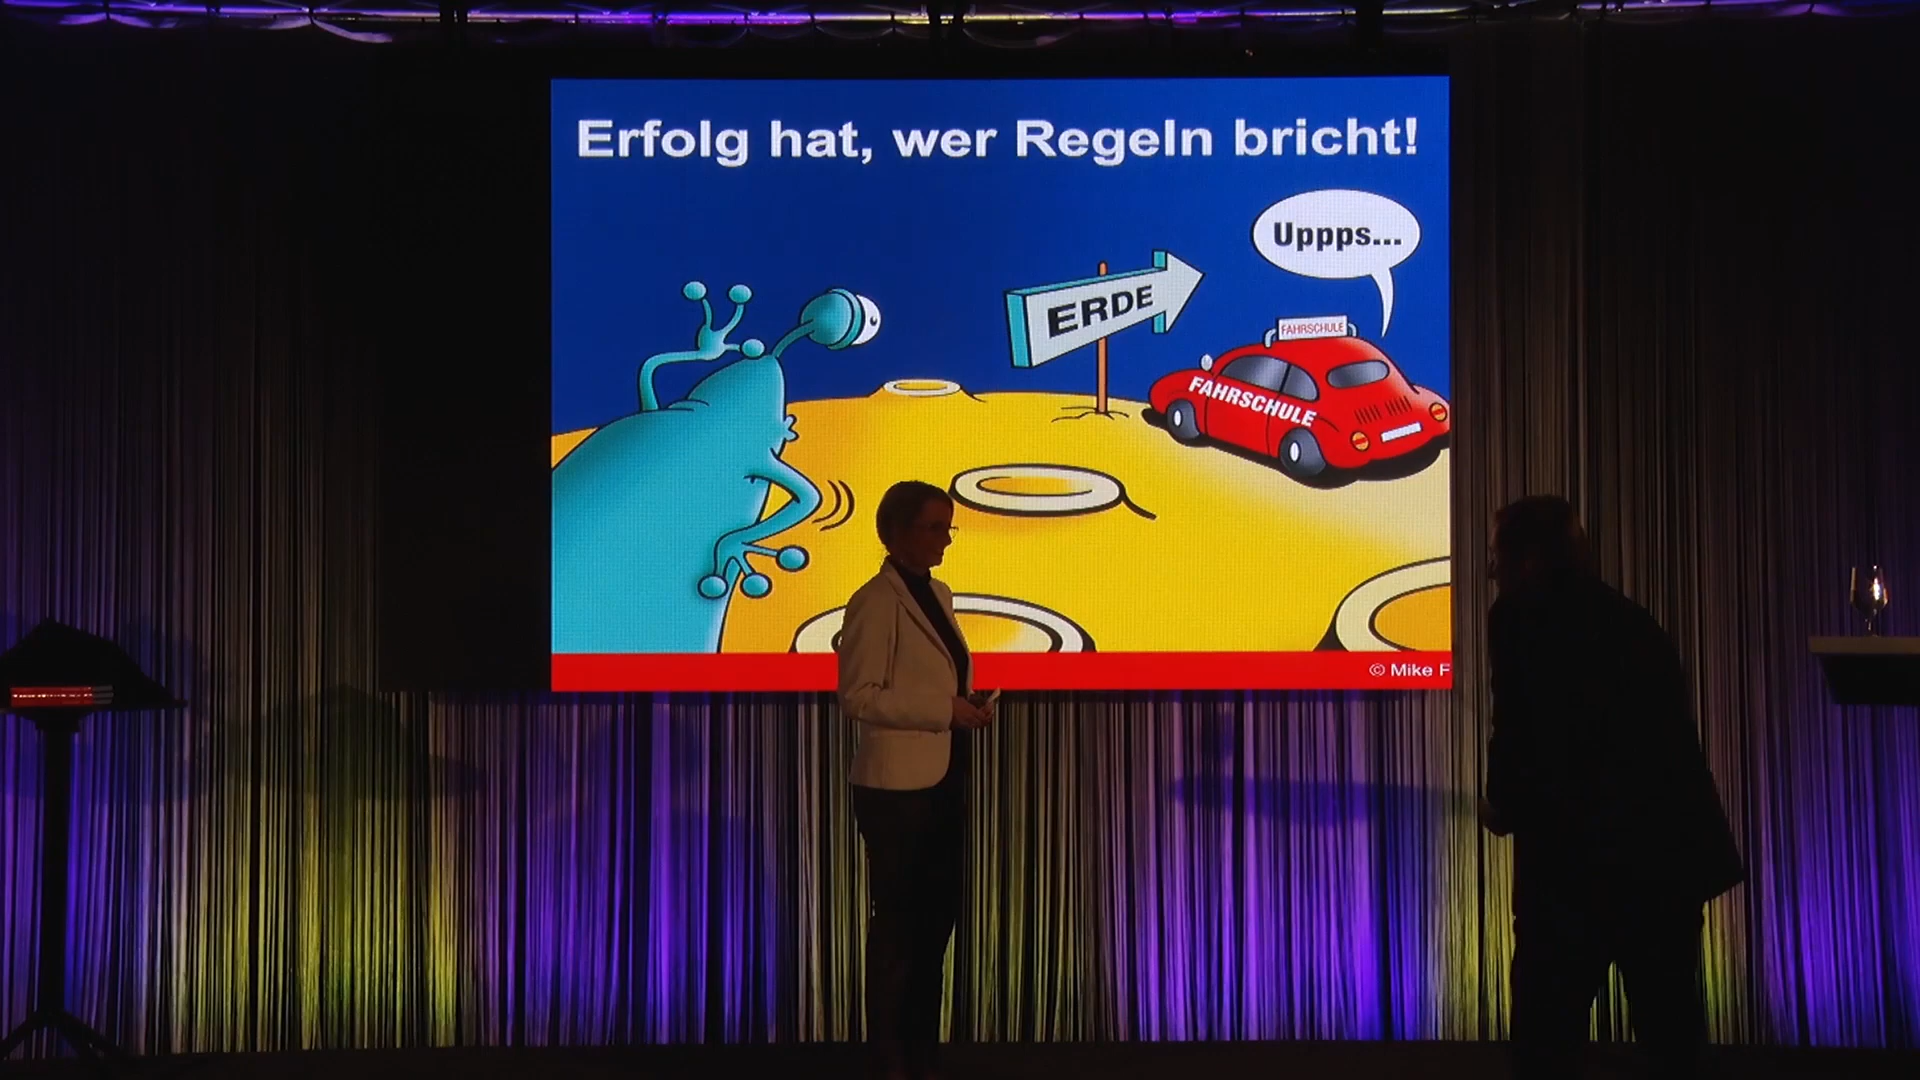 Erfolg hat, wer Regeln bricht!
Uppps...
ERDE
FAHRSCHULE
FAHRSCHULE
© Mike F